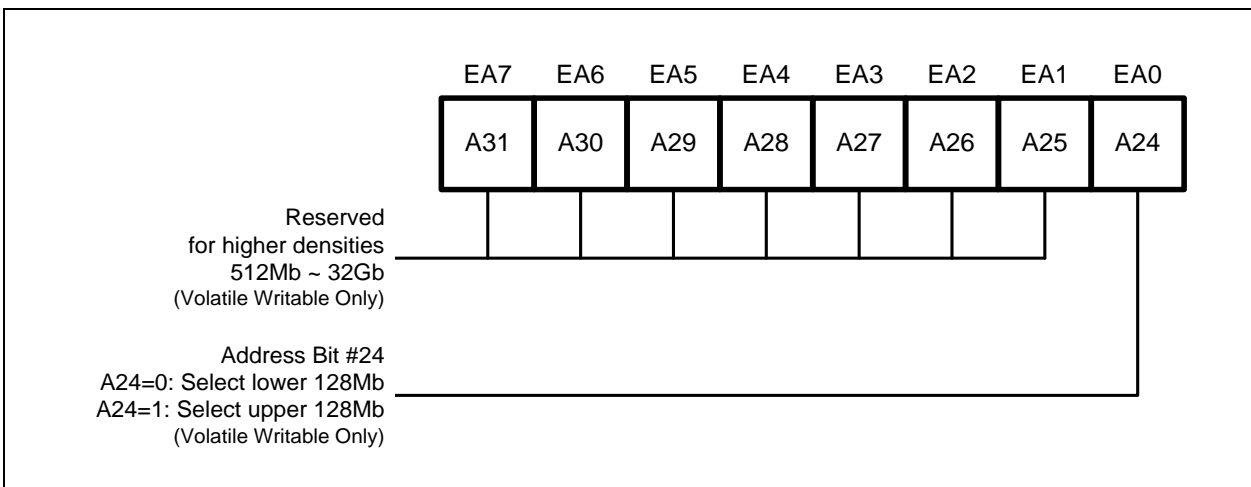 EA7 EA6 EA5 EA4 EA3 EA2 EA1 EA0
A31 A30 A29 A28 A27 A26 A25 A24
Reserved
for higher densities
512Mb ~ 32Gb
(Volatile Writable Only)
Address Bit #24
A24=0: Select lower 128Mb
A24=1: Select upper 128Mb
(Volatile Writable Only)